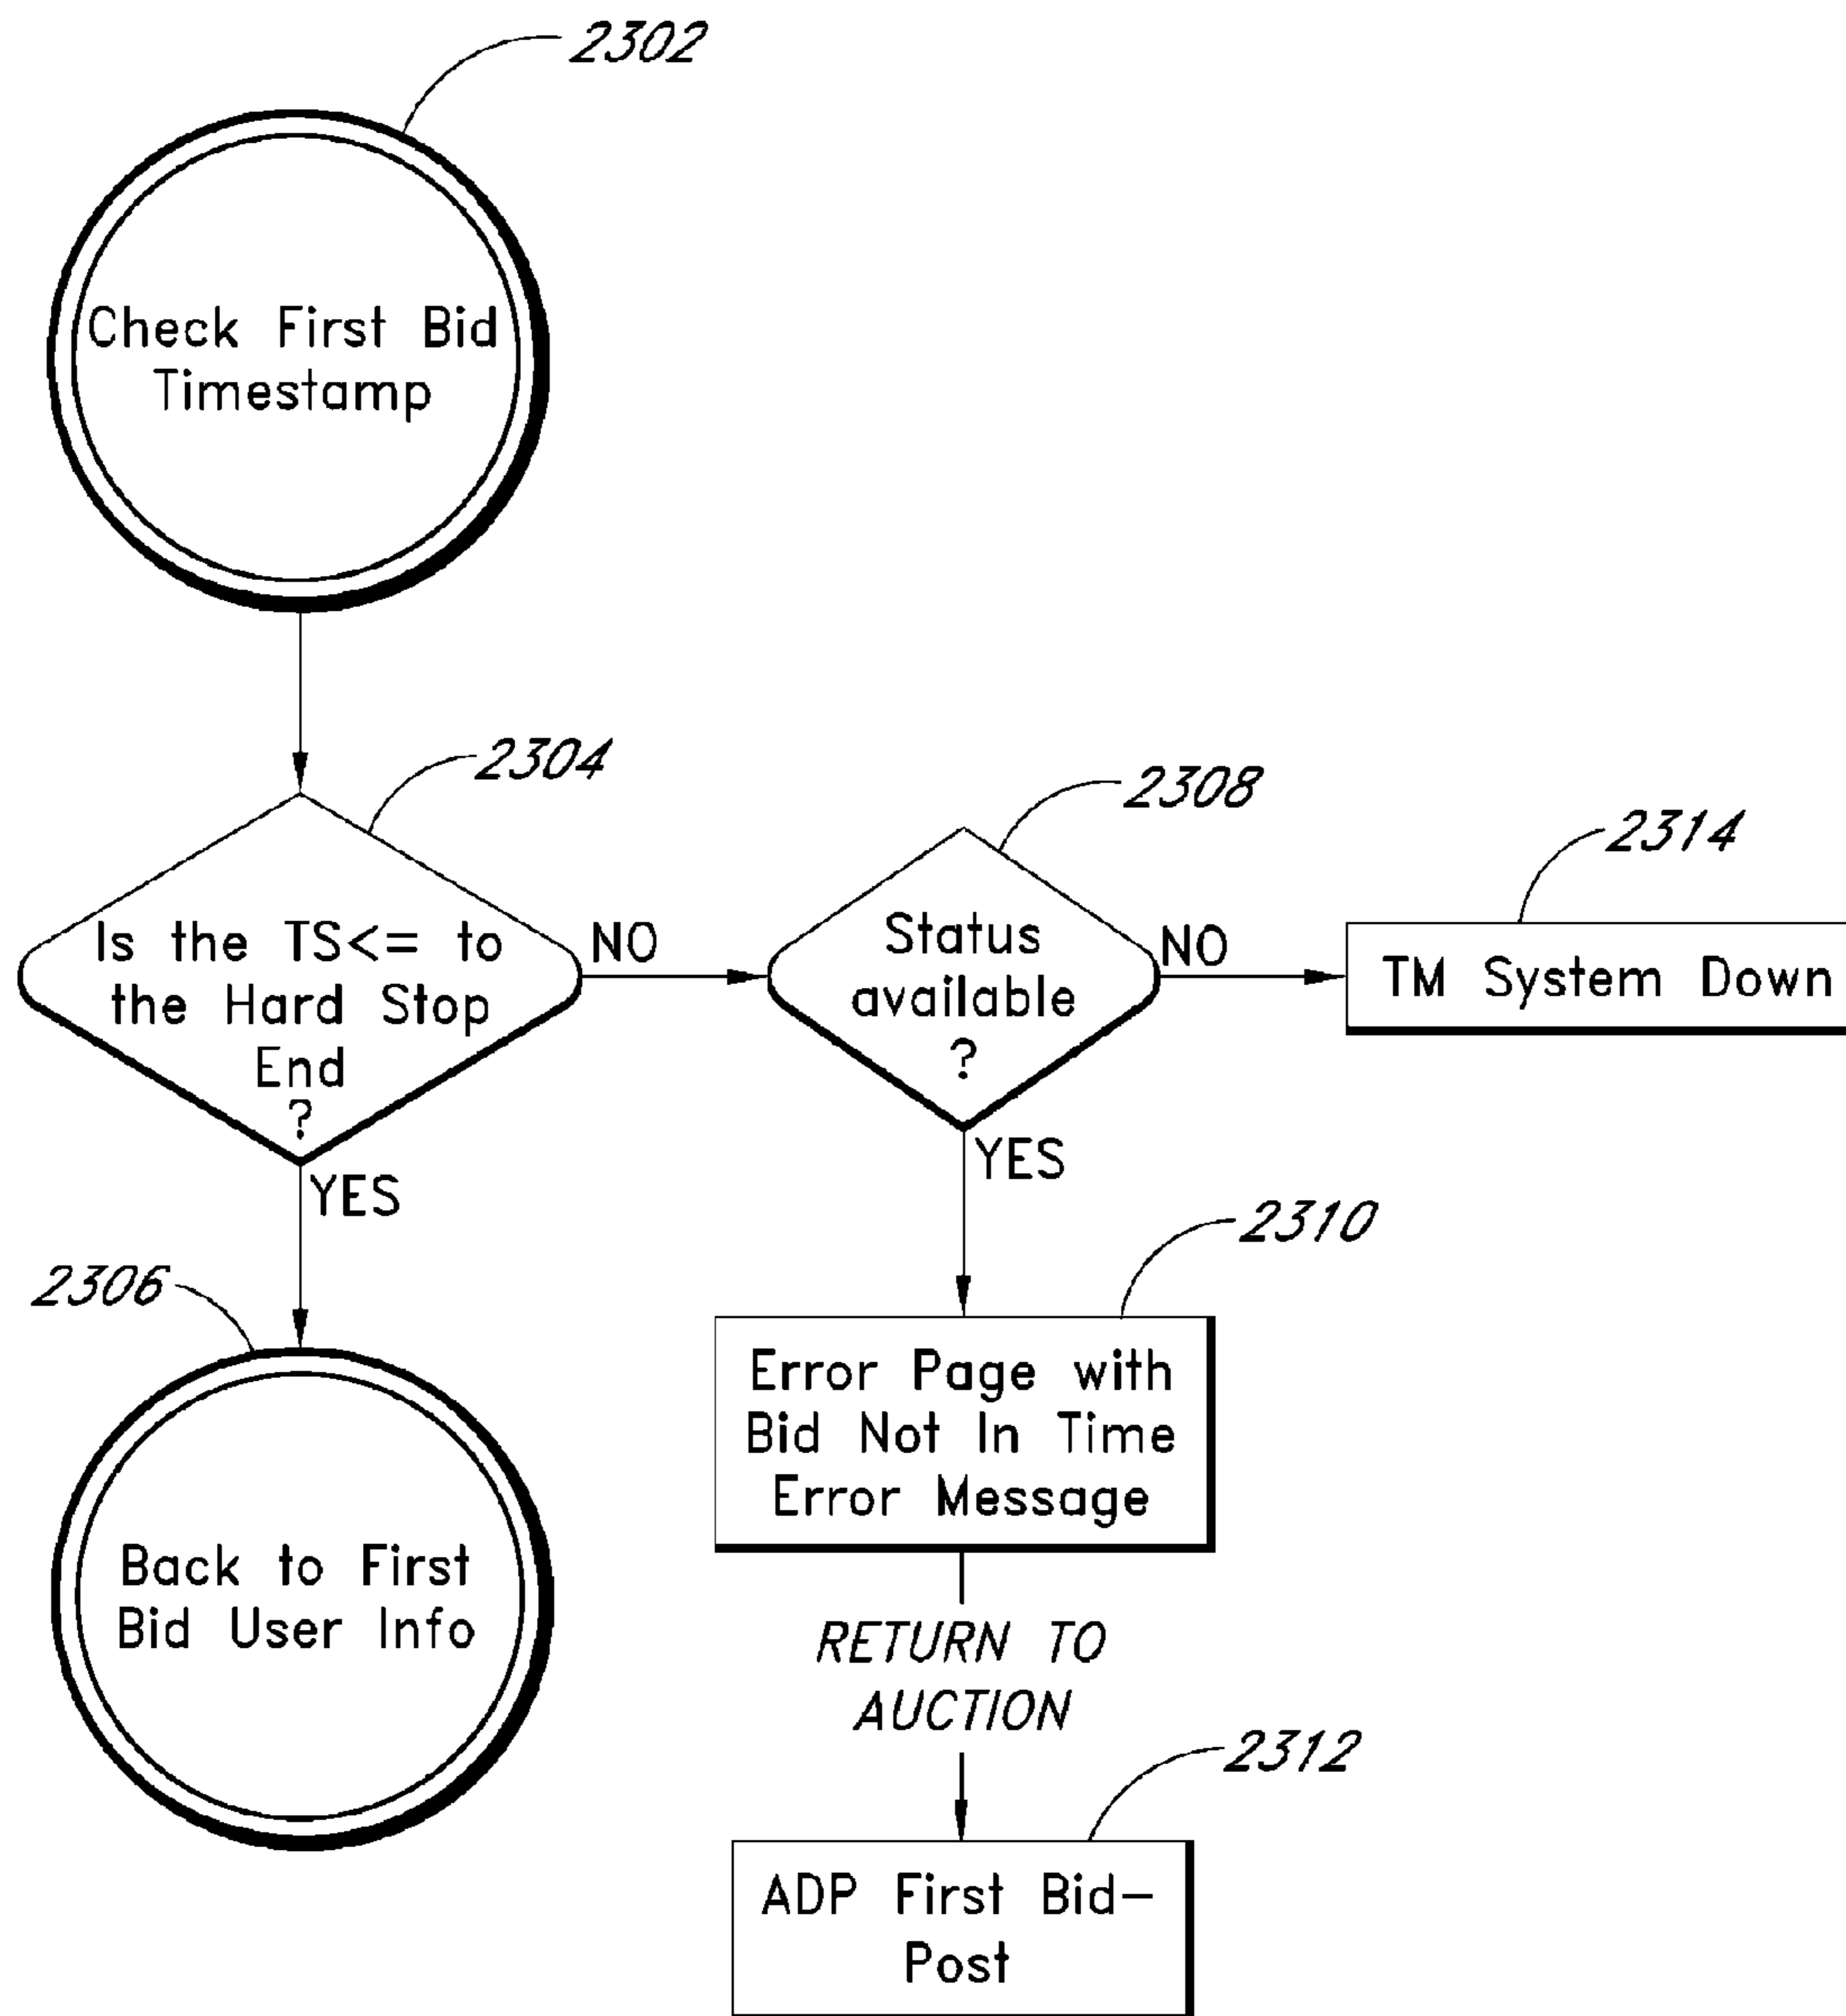 2302
Check First Bid
Timestamp
2304
Is the TS<= to
the Hard Stop
End
?
NO
YES
2306
Back to First
Bid User Info
2308
Status
available
?
NO
YES
2314
TM System Down
2310
Error Page with
Bid Not In Time
Error Message
RETURN TO
AUCTION
2312
ADP First Bid-
Post